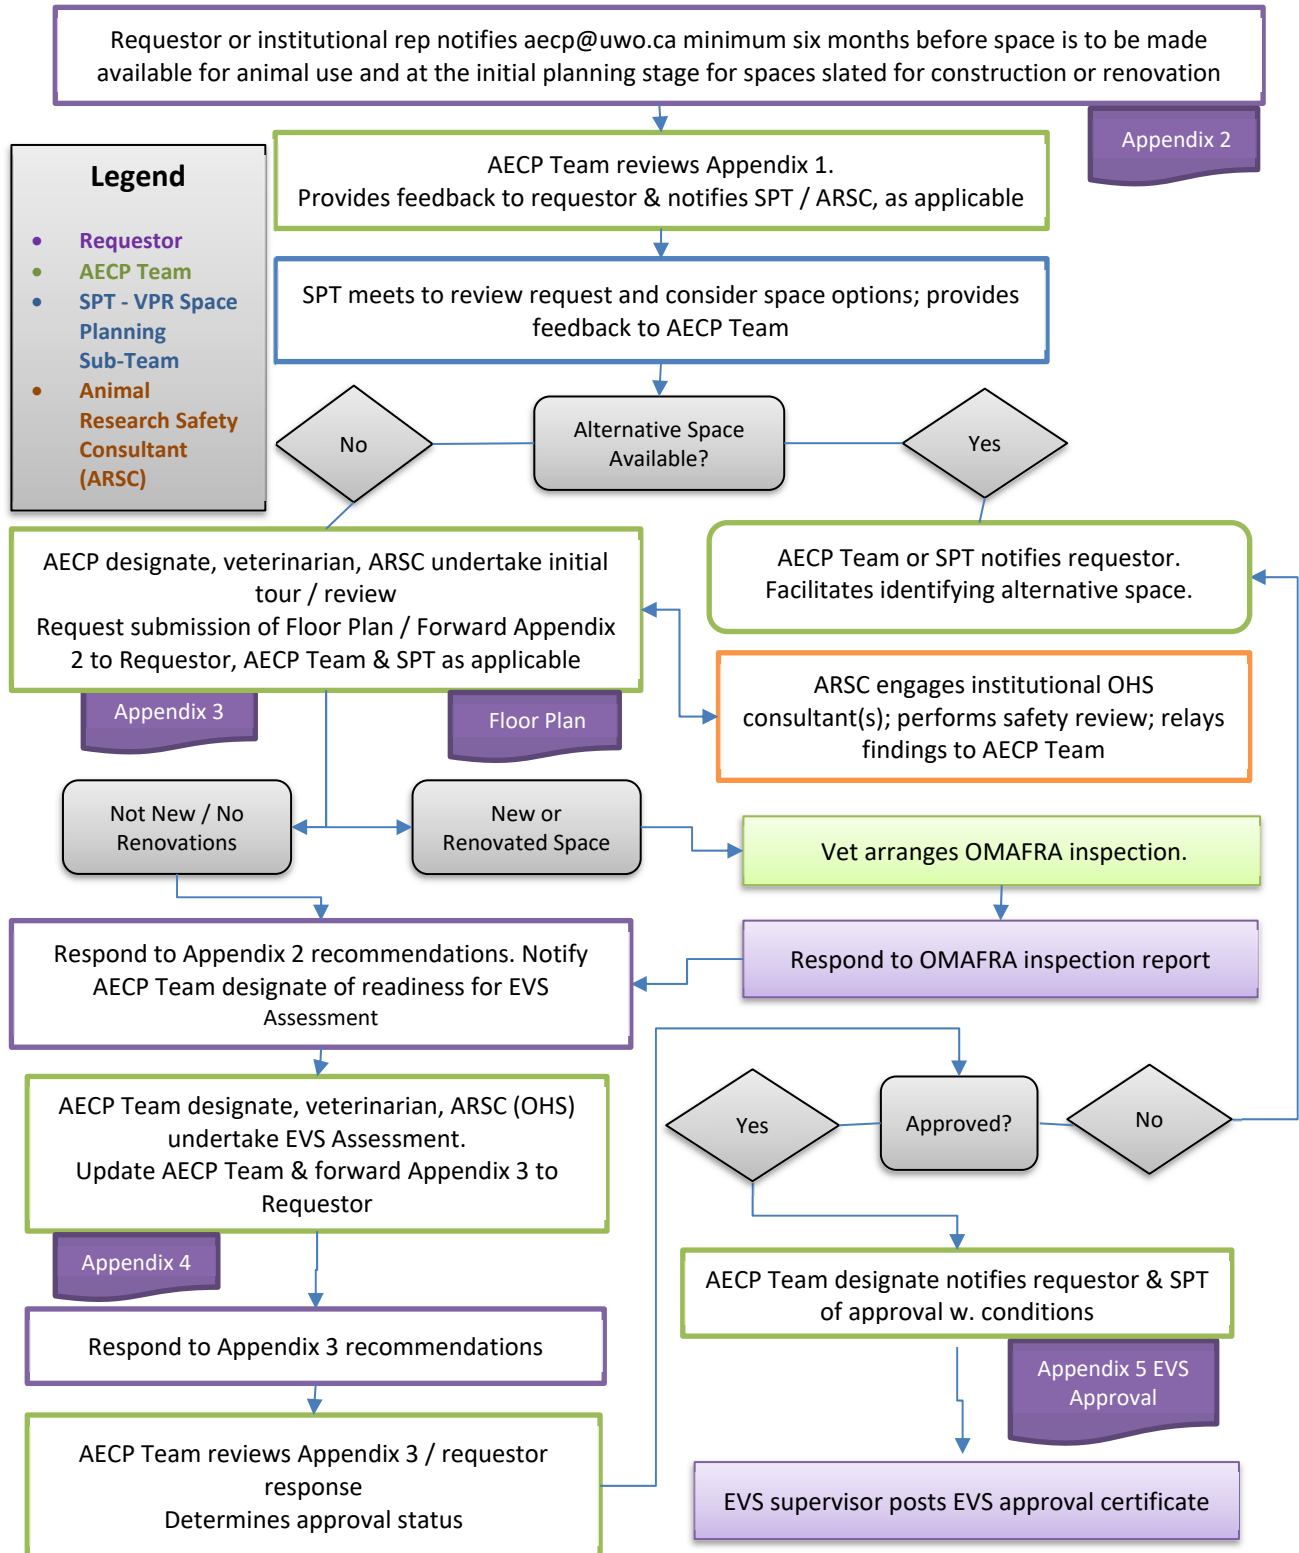 Requestor or institutional rep notifies aecp@uwo.ca minimum six months before space is to be made
available for animal use and at the initial planning stage for spaces slated for construction or renovation
Appendix 2
AECP Team reviews Appendix 1.
Provides feedback to requestor & notifies SPT / ARSC, as applicable
Legend
• Requestor
• AECP Team
• SPT - VPR Space
Planning
Sub-Team
• Animal
Research Safety
Consultant
(ARSC)
SPT meets to review request and consider space options; provides
feedback to AECP Team
No
Alternative Space
Available?
Yes
AECP designate, veterinarian, ARSC undertake initial
tour / review
Request submission of Floor Plan / Forward Appendix
2 to Requestor, AECP Team & SPT as applicable
AECP Team or SPT notifies requestor.
Facilitates identifying alternative space.
Appendix 3
Floor Plan
ARSC engages institutional OHS
consultant(s); performs safety review; relays
findings to AECP Team
Not New / No
Renovations
New or
Renovated Space
Vet arranges OMAFRA inspection.
Respond to Appendix 2 recommendations. Notify
AECP Team designate of readiness for EVS
Assessment
Respond to OMAFRA inspection report
AECP Team designate, veterinarian, ARSC (OHS)
undertake EVS Assessment.
Update AECP Team & forward Appendix 3 to
Requestor
Yes
Approved?
No
Appendix 4
AECP Team designate notifies requestor & SPT
of approval w. conditions
Respond to Appendix 3 recommendations
Appendix 5 EVS
Approval
AECP Team reviews Appendix 3 / requestor
response
Determines approval status
EVS supervisor posts EVS approval certificate